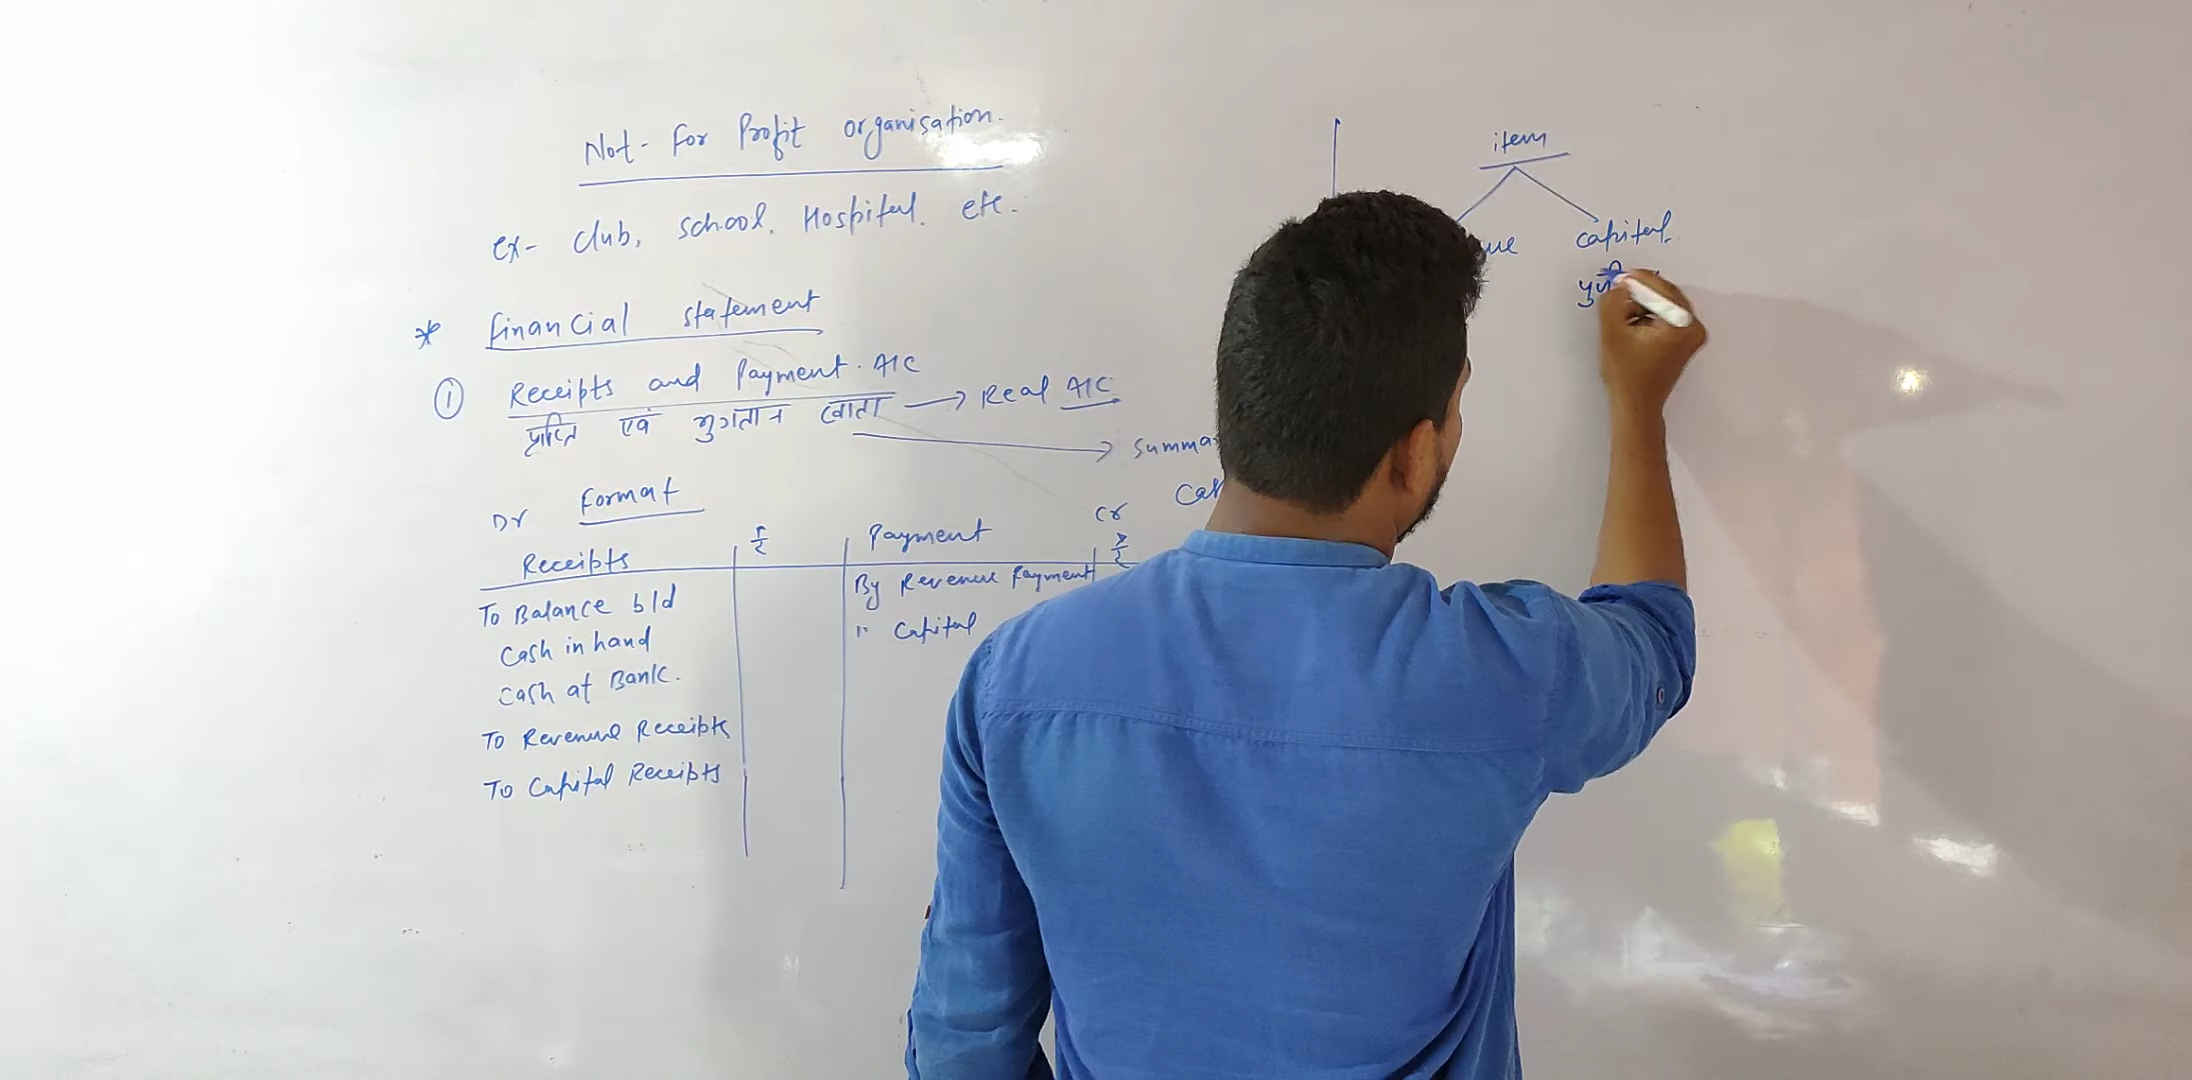 Not-For Profit organisation.
ex- club, school, Hospital, etc.
* financial statement
① Receipts and Payment A/C
प्राप्ति एवं भुगतान खाता → Real A/C
→
Dr Format Cr
Receipts ₹ Payment ₹
To Balance b/d By Revenue Payment
Cash in hand " Capital
Cash at Bank.
To Revenue Receipts
To Capital Receipts
item
Capital